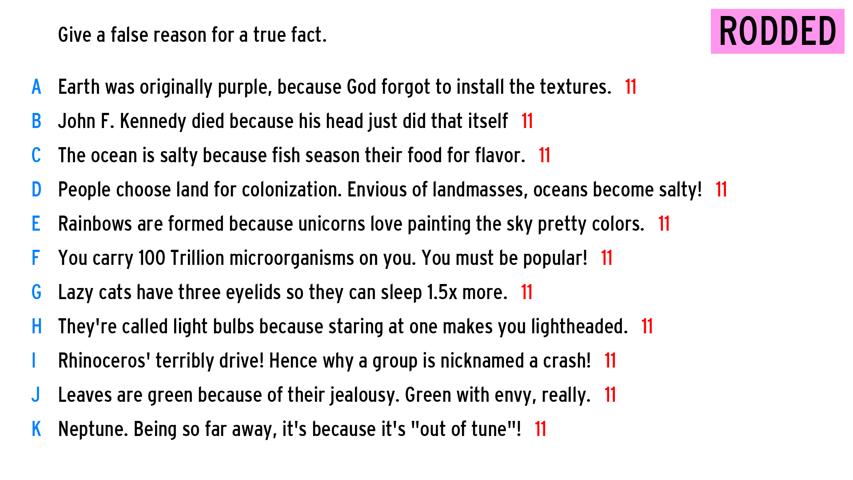 Give a false reason for a true fact.
RODDED
A Earth was originally purple, because God forgot to install the textures. 11
B John F. Kennedy died because his head just did that itself 11
C The ocean is salty because fish season their food for flavor. 11
D People choose land for colonization. Envious of landmasses, oceans become salty! 11
E Rainbows are formed because unicorns love painting the sky pretty colors. 11
F You carry 100 Trillion microorganisms on you. You must be popular! 11
G Lazy cats have three eyelids so they can sleep 1.5x more. 11
H They're called light bulbs because staring at one makes you lightheaded. 11
I Rhinoceros' terribly drive! Hence why a group is nicknamed a crash! 11
J Leaves are green because of their jealousy. Green with envy, really. 11
K Neptune. Being so far away, it's because it's "out of tune"! 11